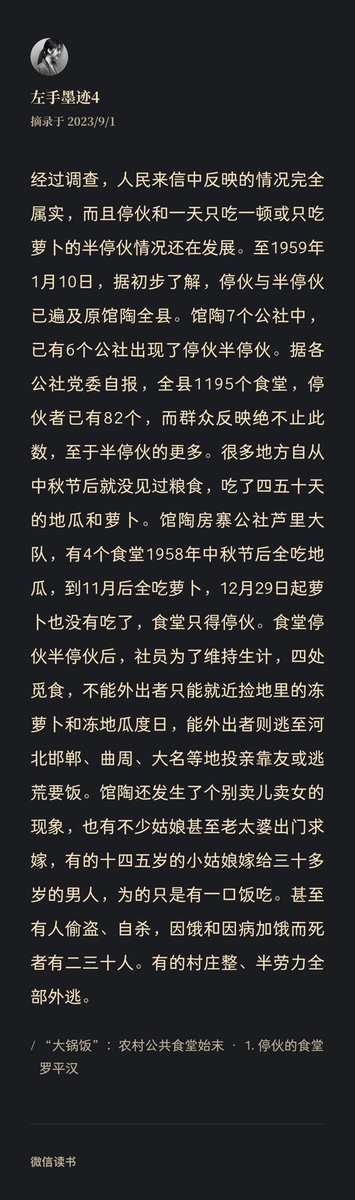 左手墨迹4
摘录于 2023/9/1
经过调查，人民来信中反映的情况完全
属实，而且停伙和一天只吃一顿或只吃
萝卜的半停伙情况还在发展。至1959年
1月10日，据初步了解，停伙与半停伙
已遍及原馆陶全县。馆陶7个公社中，
已有6个公社出现了停伙半停伙。据各
公社党委自报，全县1195个食堂，停
伙者已有82个，而群众反映绝不止此
数，至于半停伙的更多。很多地方自从
中秋节后就没见过粮食，吃了四五十天
的地瓜和萝卜。馆陶房寨公社芦里大
队，有4个食堂1958年中秋节后全吃地
瓜，到11月后全吃萝卜，12月29日起萝
卜也没有吃了，食堂只得停伙。食堂停
伙半停伙后，社员为了维持生计，四处
觅食，不能外出者只能就近捡地里的冻
萝卜和冻地瓜度日，能外出者则逃至河
北邯郸、曲周、大名等地投亲靠友或逃
荒要饭。馆陶还发生了个别卖儿卖女的
现象，也有不少姑娘甚至老太婆出门求
嫁，有的十四五岁的小姑娘嫁给三十多
岁的男人，为的只是有一口饭吃。甚至
有人偷盗、自杀，因饿和因病加饿而死
者有二三十人。有的村庄整、半劳力全
部外逃。
/ “大锅饭”：农村公共食堂始末 · 1. 停伙的食堂
罗平汉
微信读书